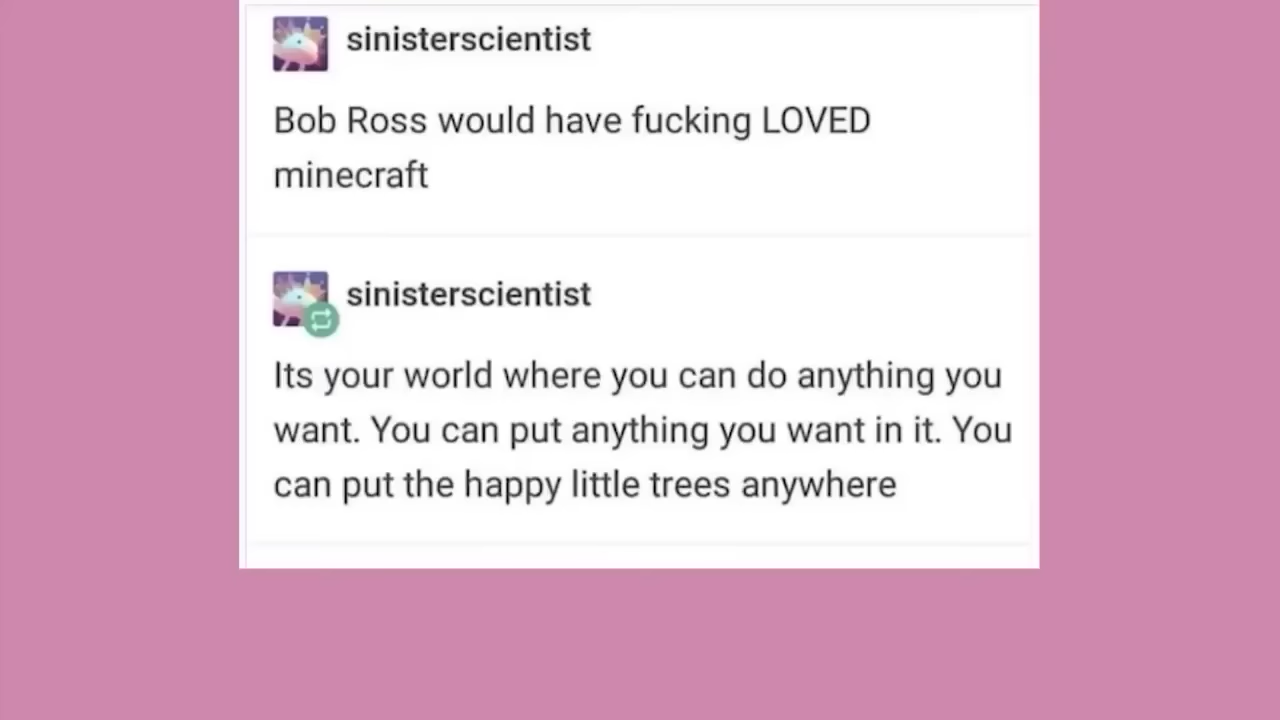 sinisterscientist
Bob Ross would have fucking LOVED
minecraft
sinisterscientist
Its your world where you can do anything you
want. You can put anything you want in it. You
can put the happy little trees anywhere